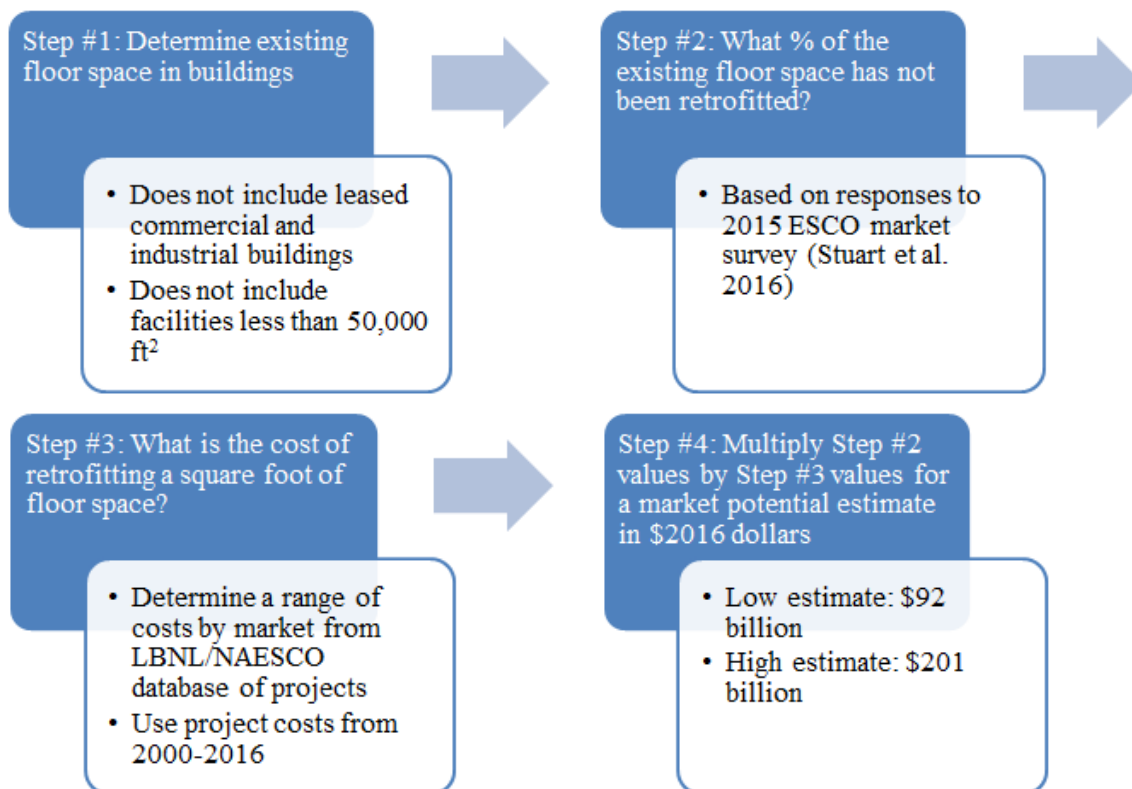 Step #1: Determine existing
floor space in buildings
• Does not include leased
commercial and
industrial buildings
• Does not include
facilities less than 50,000
ft²
Step #2: What % of the
existing floor space has not
been retrofitted?
• Based on responses to
2015 ESCO market
survey (Stuart et al.
2016)
Step #3: What is the cost of
retrofitting a square foot of
floor space?
• Determine a range of
costs by market from
LBNL/NAESCO
database of projects
• Use project costs from
2000-2016
Step #4: Multiply Step #2
values by Step #3 values for
a market potential estimate
in $2016 dollars
• Low estimate: $92
billion
• High estimate: $201
billion